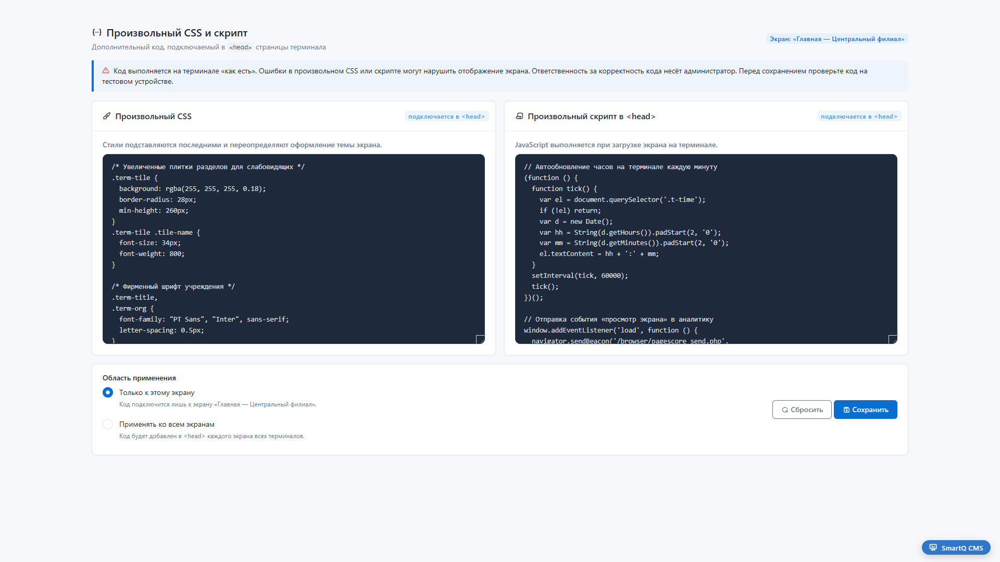 Произвольный CSS и скрипт
Дополнительный код, подключаемый в <head> страницы терминала
Экран: «Главная — Центральный филиал»
Код выполняется на терминале «как есть». Ошибки в произвольном CSS или скрипте могут нарушить отображение экрана. Ответственность за корректность кода несёт администратор. Перед сохранением проверьте код на
тестовом устройстве.
Произвольный CSS
подключается в <head>
Стили подставляются последними и переопределяют оформление темы экрана.
/* Увеличенные плитки разделов для слабовидящих */
.term-tile {
  background: rgba(255, 255, 255, 0.18);
  border-radius: 28px;
  min-height: 260px;
}
.term-tile .tile-name {
  font-size: 34px;
  font-weight: 800;
}

/* Фирменный шрифт учреждения */
.term-title,
.term-org {
  font-family: "PT Sans", "Inter", sans-serif;
  letter-spacing: 0.5px;
}
Произвольный скрипт в <head>
подключается в <head>
JavaScript выполняется при загрузке экрана на терминале.
// Автообновление часов на терминале каждую минуту
(function () {
  function tick() {
    var el = document.querySelector('.t-time');
    if (!el) return;
    var d = new Date();
    var hh = String(d.getHours()).padStart(2, '0');
    var mm = String(d.getMinutes()).padStart(2, '0');
    el.textContent = hh + ':' + mm;
  }
  setInterval(tick, 60000);
  tick();
})();

// Отправка события «просмотр экрана» в аналитику
window.addEventListener('load', function () {
  navigator.sendBeacon('/browser/pagescore_send.php',
Область применения
Только к этому экрану
Код подключится лишь к экрану «Главная — Центральный филиал».
Применять ко всем экранам
Код будет добавлен в <head> каждого экрана всех терминалов.
Сбросить
Сохранить
SmartQ CMS